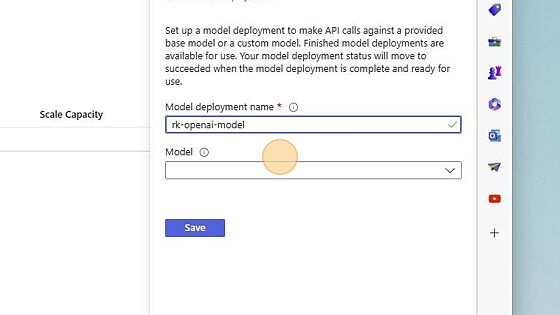 Set up a model deployment to make API calls against a provided
base model or a custom model. Finished model deployments are
available for use. Your model deployment status will move to
succeeded when the model deployment is complete and ready for
use.
Scale Capacity
Model deployment name *
rk-openai-model
Model
Save